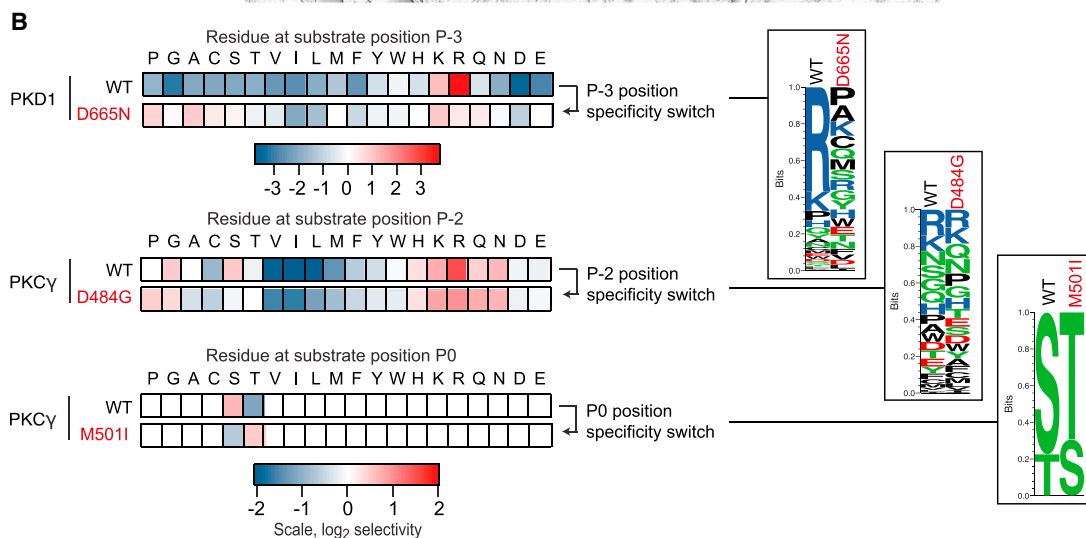 B
Residue at substrate position P-3
P G A C S T V I L M F Y W H K R Q N D E
PKD1
WT
D665N
P-3 position
specificity switch
-3 -2 -1 0 1 2 3
Residue at substrate position P-2
P G A C S T V I L M F Y W H K R Q N D E
PKCγ
WT
D484G
P-2 position
specificity switch
Residue at substrate position P0
P G A C S T V I L M F Y W H K R Q N D E
PKCγ
WT
M501I
P0 position
specificity switch
-2 -1 0 1 2
Scale, log2 selectivity
WT
D665N
Bits
1.0
0.8
0.6
0.4
0.2
0.0
R
K
P
P
A
K
C
Q
M
S
R
G
Y
H
W
E
WT
D484G
Bits
1.0
0.8
0.6
0.4
0.2
0.0
R
K
N
S
G
Q
H
P
A
W
D
T
E
Y
R
K
Q
N
P
G
H
T
E
S
D
W
Y
A
WT
M501I
Bits
1.0
0.8
0.6
0.4
0.2
0.0
S
T
T
S